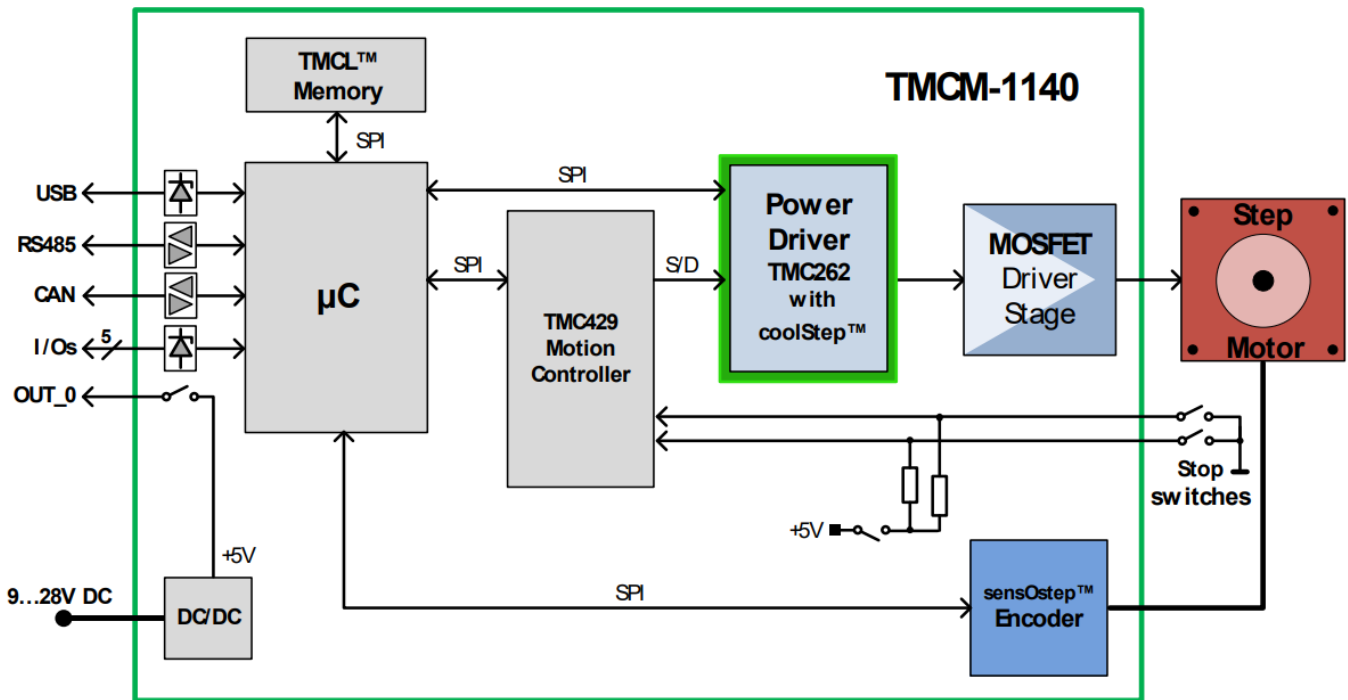 TMCM-1140
TMCL™
Memory
SPI
USB
RS485
CAN
I/Os
5
OUT_0
µC
SPI
SPI
TMC429
Motion
Controller
S/D
Power
Driver
TMC262
with
coolStep™
MOSFET
Driver
Stage
Step
Motor
Stop
switches
+5V
+5V
9...28V DC
DC/DC
SPI
sensOstep™
Encoder